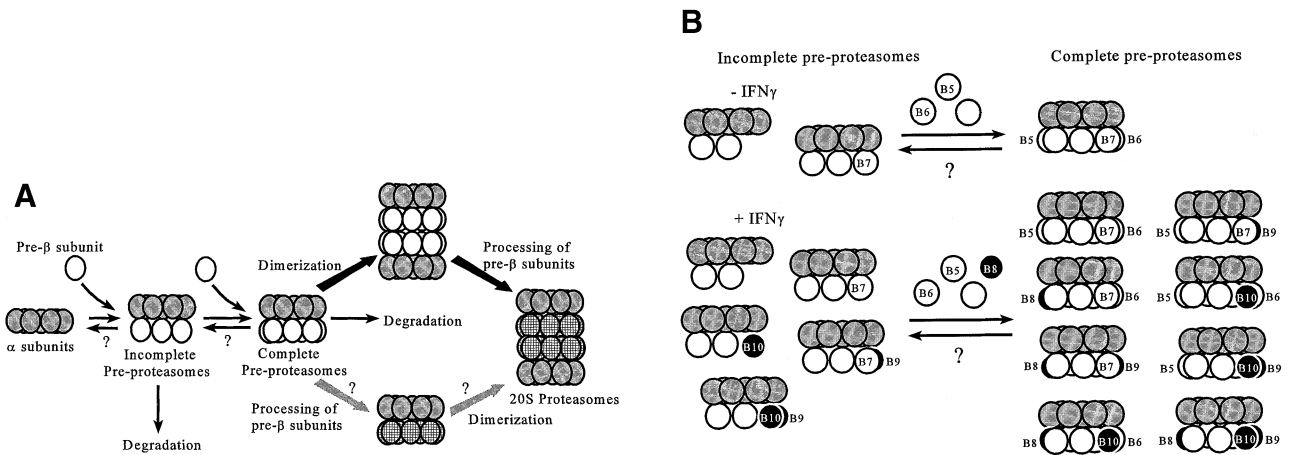 A
Pre-β subunit
α subunits
?
Incomplete
Pre-proteasomes
Degradation
?
Complete
Pre-proteasomes
Dimerization
Degradation
Processing of
pre-β subunits
?
Processing of
pre-β subunits
?
Dimerization
20S Proteasomes
B
Incomplete pre-proteasomes
Complete pre-proteasomes
- IFNγ
B7
B5
B6
?
B5 B7 B6
+ IFNγ
B7
B10
B7 B9
B10 B9
B5
B8
B6
?
B5 B7 B6
B5 B7 B9
B8 B7 B6
B5 B10 B6
B8 B7 B9
B5 B10 B9
B8 B10 B6
B8 B10 B9